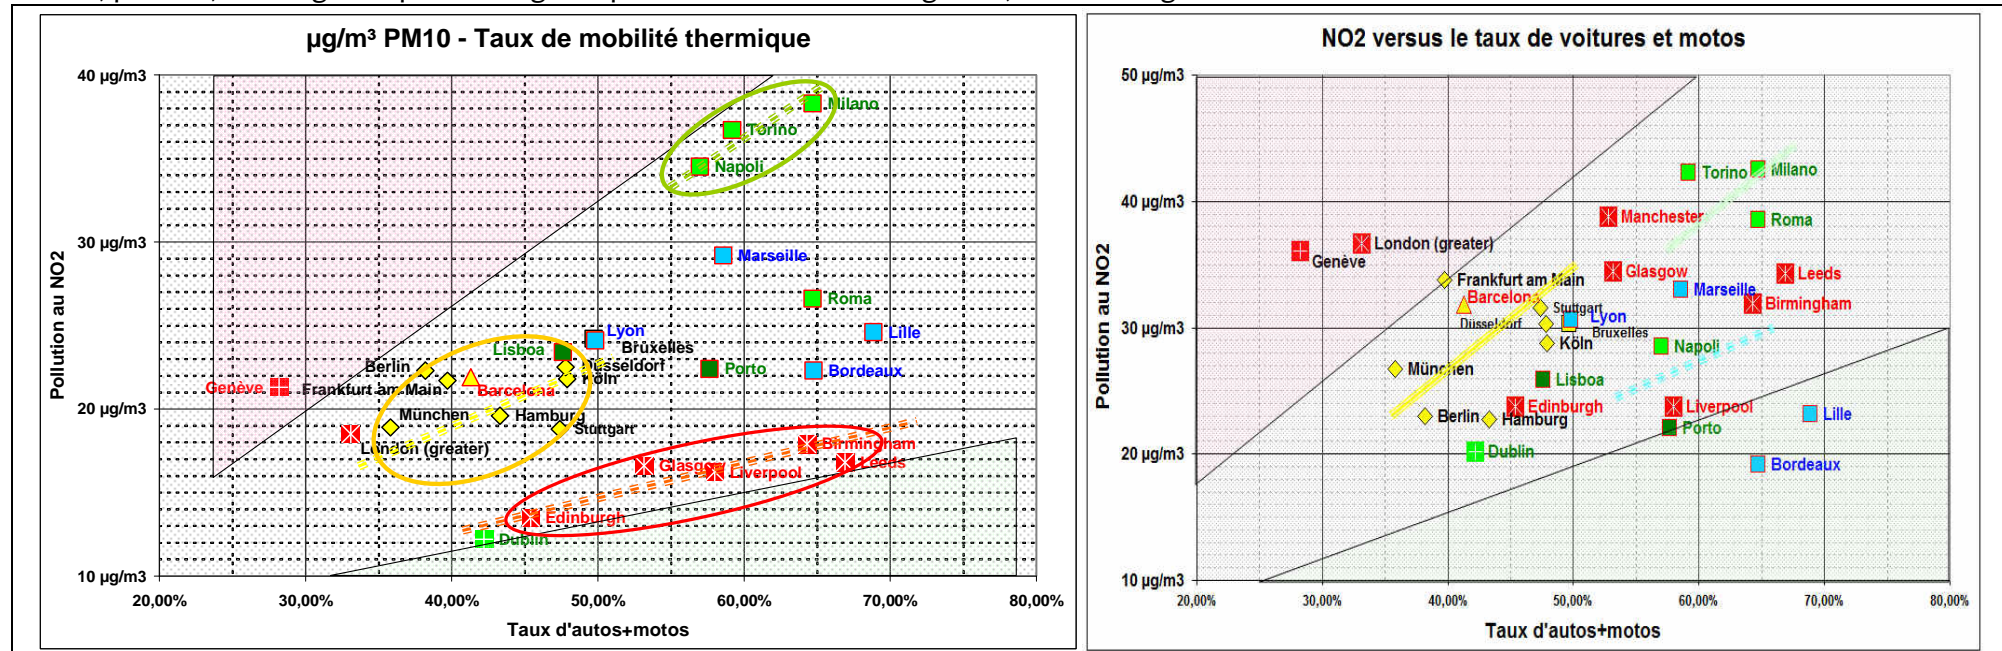 µg/m³ PM10 - Taux de mobilité thermique
Pollution au NO2
40 µg/m3
30 µg/m3
20 µg/m3
10 µg/m3
Milano
Torino
Napoli
Marseille
Roma
Lyon
Lille
Lisboa
Bruxelles
Berlin
Düsseldorf
Porto
Bordeaux
Genève
Frankfurt am Main
Barcelona
Köln
München
Hamburg
Stuttgart
London (greater)
Birmingham
Glasgow
Liverpool
Leeds
Edinburgh
Dublin
20,00%
30,00%
40,00%
50,00%
60,00%
70,00%
80,00%
Taux d'autos+motos
NO2 versus le taux de voitures et motos
Pollution au NO2
50 µg/m3
40 µg/m3
30 µg/m3
20 µg/m3
10 µg/m3
Torino
Milano
Manchester
Roma
London (greater)
Genève
Frankfurt am Main
Glasgow
Leeds
Barcelona
Marseille
Stuttgart
Birmingham
Düsseldorf
Lyon
Bruxelles
Köln
Napoli
München
Lisboa
Edinburgh
Liverpool
Berlin
Hamburg
Lille
Porto
Dublin
Bordeaux
20,00%
30,00%
40,00%
50,00%
60,00%
70,00%
80,00%
Taux d'autos+motos